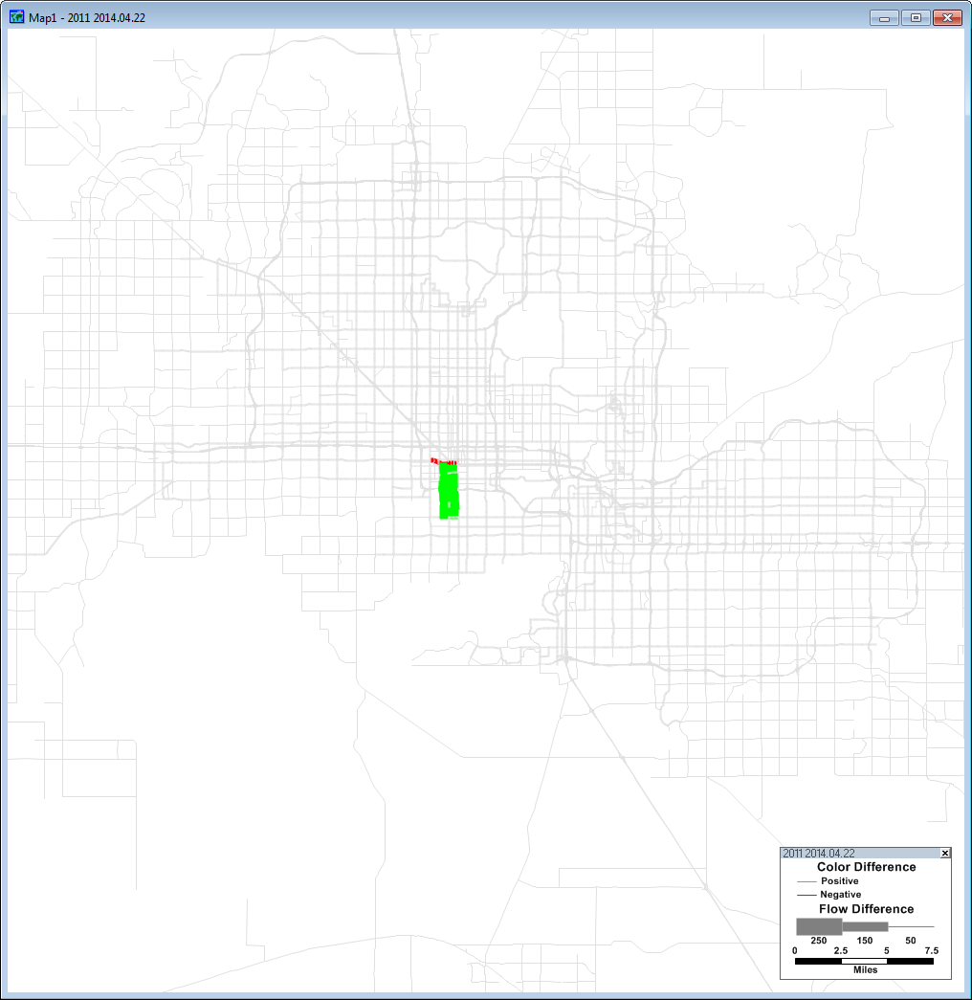 Map1 - 2011 2014.04.22
2011 2014.04.22
Color Difference
Positive
Negative
Flow Difference
250 150 50
0 2.5 5 7.5
Miles